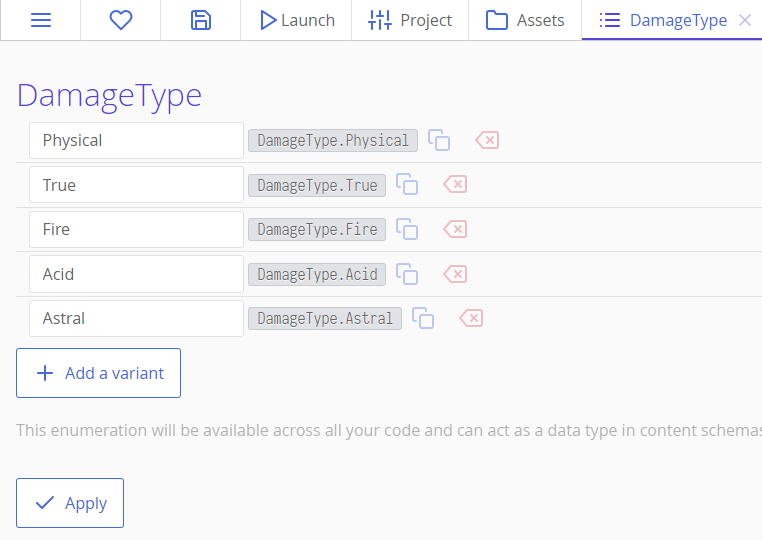 Launch Project Assets DamageType
DamageType
Physical DamageType.Physical
True DamageType.True
Fire DamageType.Fire
Acid DamageType.Acid
Astral DamageType.Astral
Add a variant
This enumeration will be available across all your code and can act as a data type in content schemas
Apply